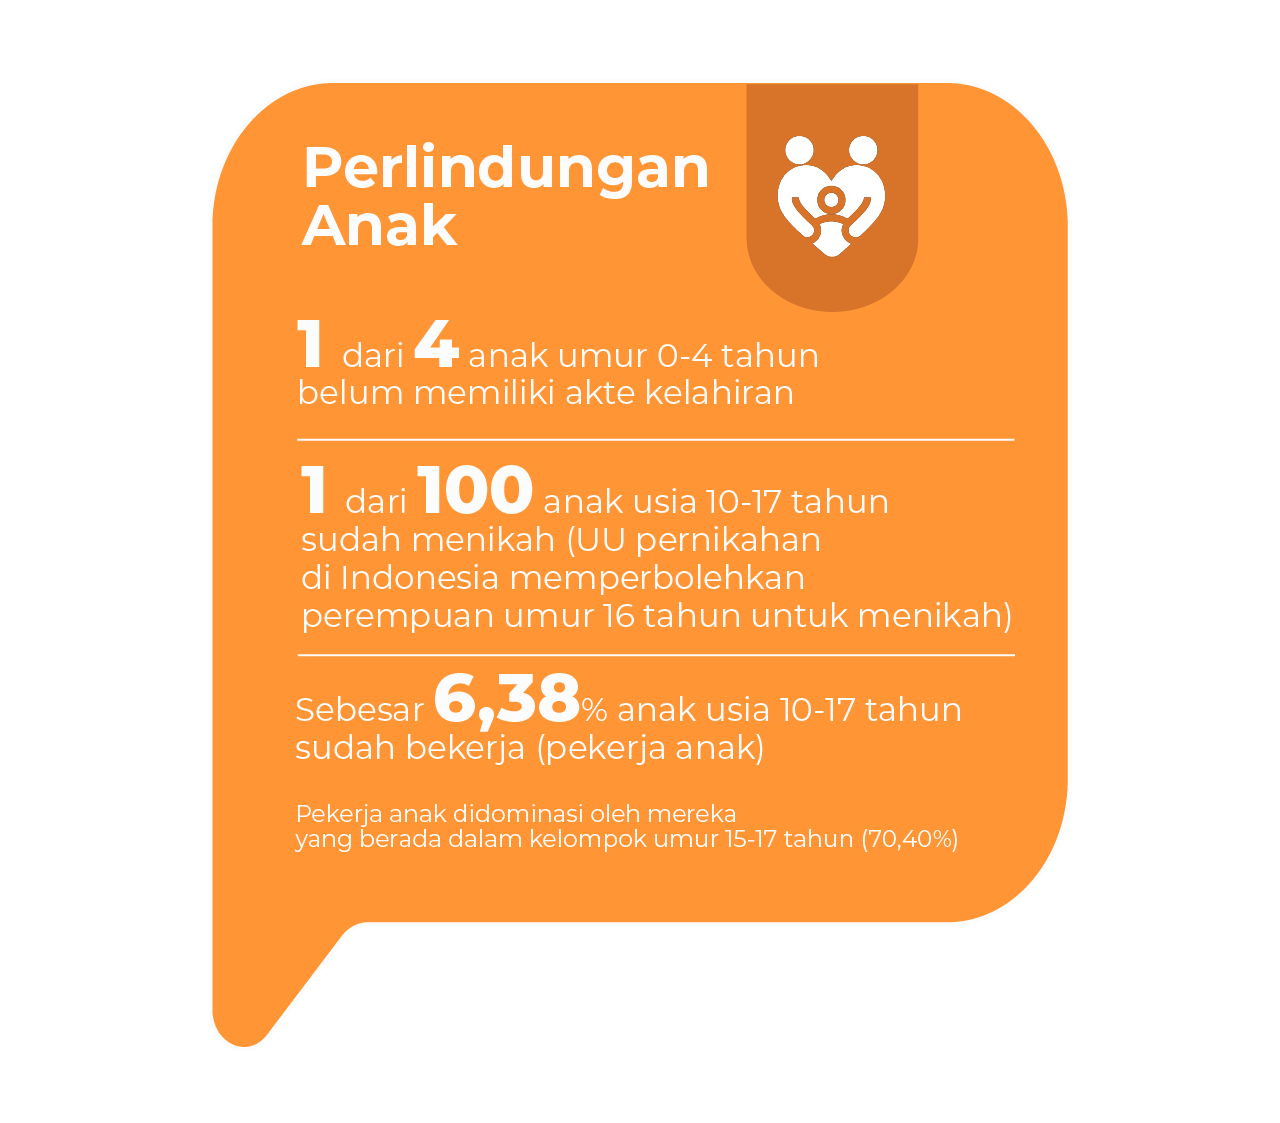 Perlindungan
Anak
1 dari 4 anak umur 0-4 tahun
belum memiliki akte kelahiran
1 dari 100 anak usia 10-17 tahun
sudah menikah (UU pernikahan
di Indonesia memperbolehkan
perempuan umur 16 tahun untuk menikah)
Sebesar 6,38% anak usia 10-17 tahun
sudah bekerja (pekerja anak)
Pekerja anak didominasi oleh mereka
yang berada dalam kelompok umur 15-17 tahun (70,40%)